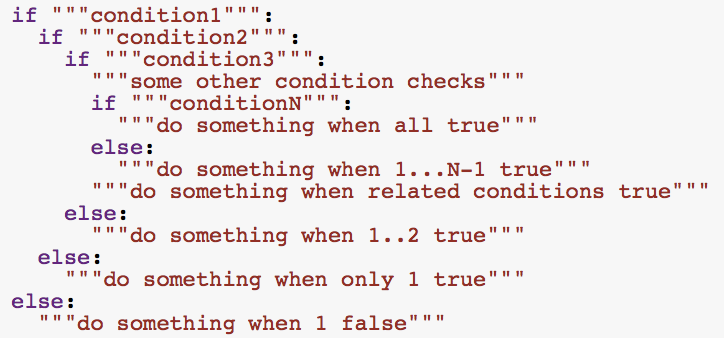 if """condition1""":
  if """condition2""":
    if """condition3""":
      """some other condition checks"""
      if """conditionN""":
        """do something when all true"""
      else:
        """do something when 1...N-1 true"""
      """do something when related conditions true"""
    else:
      """do something when 1..2 true"""
  else:
    """do something when only 1 true"""
else:
  """do something when 1 false"""